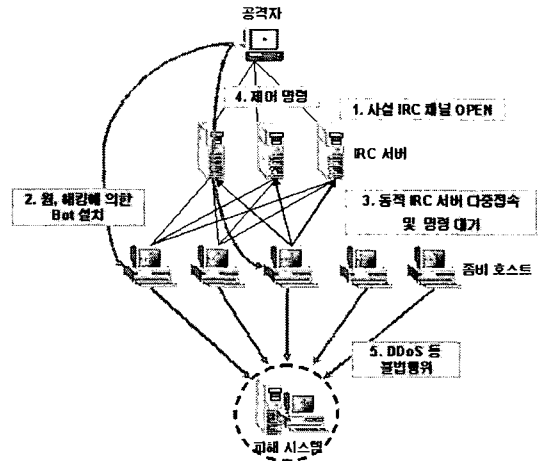 공격자
4. 제어 명령
1. 사설 IRC 채널 OPEN
IRC 서버
2. 웜, 해킹에 의한
Bot 설치
3. 동적 IRC 서버 다중접속
및 명령 대기
좀비 호스트
5. DDoS 등
불법행위
피해 시스템